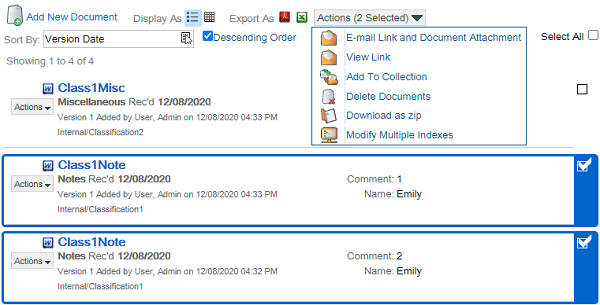 Add New Document Display As Export As Actions (2 Selected)
Sort By: Version Date Descending Order Select All
E-mail Link and Document Attachment
View Link
Add To Collection
Delete Documents
Download as zip
Modify Multiple Indexes
Showing 1 to 4 of 4
Class1Misc
Actions Miscellaneous Rec'd 12/08/2020
Version 1 Added by User, Admin on 12/08/2020 04:33 PM
Internal/Classification2
Class1Note
Actions Notes Rec'd 12/08/2020 Comment: 1
Version 1 Added by User, Admin on 12/08/2020 04:33 PM Name: Emily
Internal/Classification1
Class1Note
Actions Notes Rec'd 12/08/2020 Comment: 2
Version 1 Added by User, Admin on 12/08/2020 04:32 PM Name: Emily
Internal/Classification1